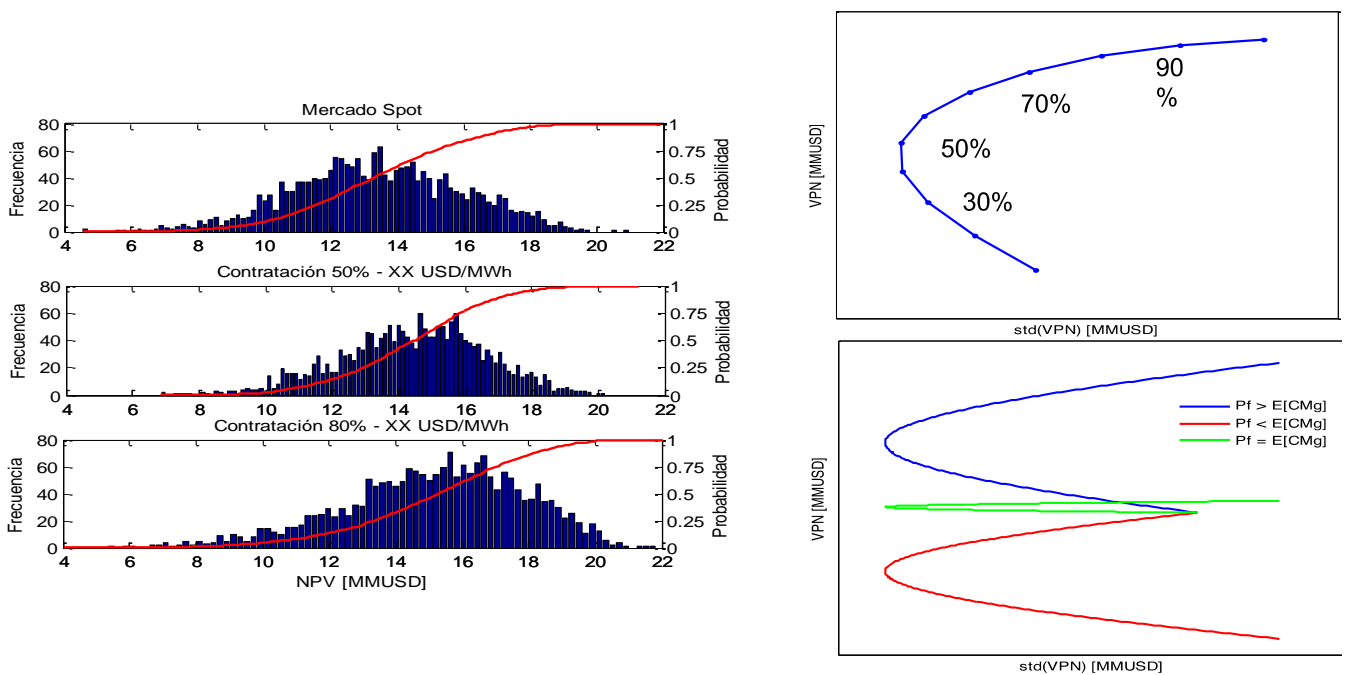 Mercado Spot
Frecuencia
80
60
40
20
0
1
0.75
0.5
0.25
0
Probabilidad
4 6 8 10 12 14 16 18 20 22
Contratación 50% - XX USD/MWh
Frecuencia
80
60
40
20
0
1
0.75
0.5
0.25
0
Probabilidad
4 6 8 10 12 14 16 18 20 22
Contratación 80% - XX USD/MWh
Frecuencia
80
60
40
20
0
1
0.75
0.5
0.25
0
Probabilidad
4 6 8 10 12 14 16 18 20 22
NPV [MMUSD]
VPN [MMUSD]
90
%
70%
50%
30%
std(VPN) [MMUSD]
VPN [MMUSD]
Pf > E[CMg]
Pf < E[CMg]
Pf = E[CMg]
std(VPN) [MMUSD]